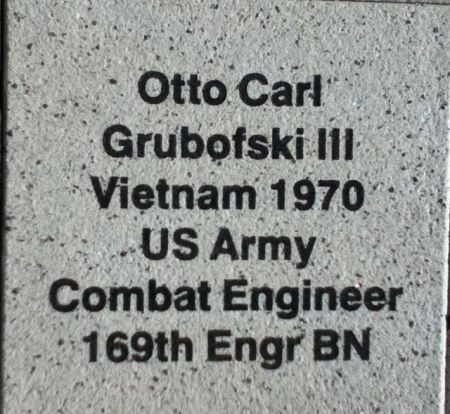 Otto Carl
Grubofski III
Vietnam 1970
US Army
Combat Engineer
169th Engr BN